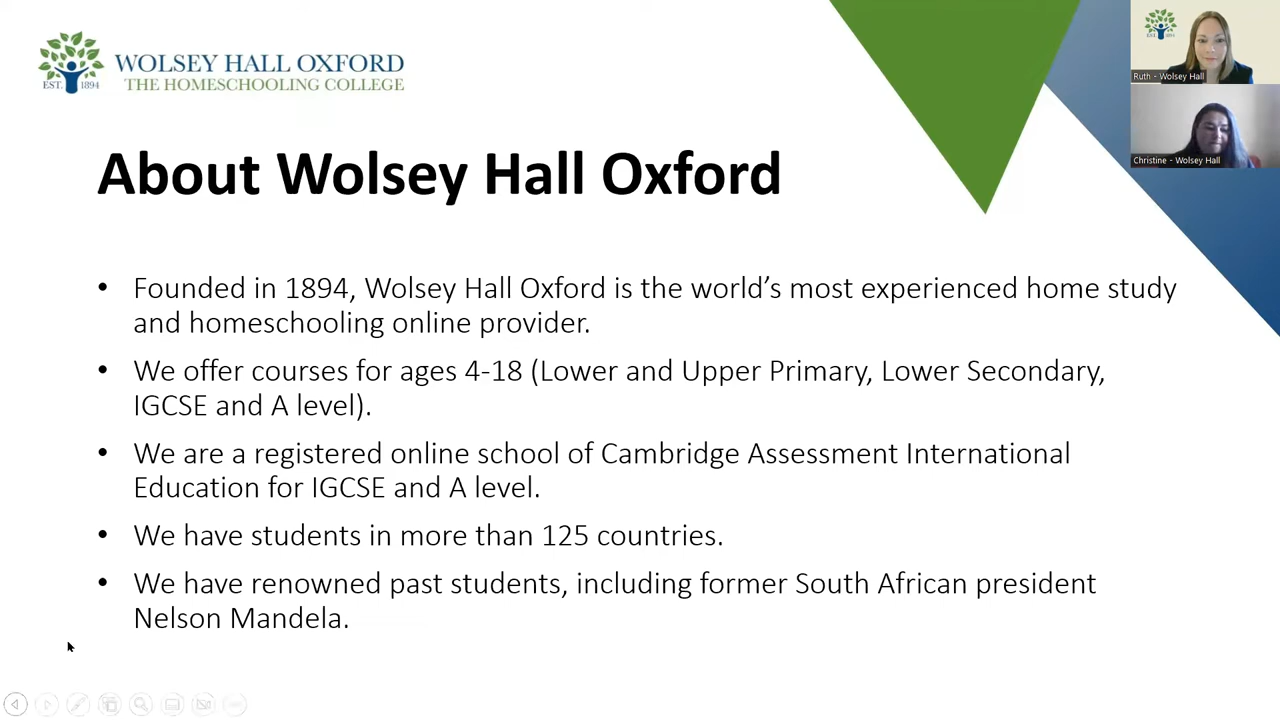 WOLSEY HALL OXFORD
EST. 1894
THE HOMESCHOOLING COLLEGE
Ruth - Wolsey Hall
Christine - Wolsey Hall
About Wolsey Hall Oxford
• Founded in 1894, Wolsey Hall Oxford is the world’s most experienced home study
and homeschooling online provider.
• We offer courses for ages 4-18 (Lower and Upper Primary, Lower Secondary,
IGCSE and A level).
• We are a registered online school of Cambridge Assessment International
Education for IGCSE and A level.
• We have students in more than 125 countries.
• We have renowned past students, including former South African president
Nelson Mandela.